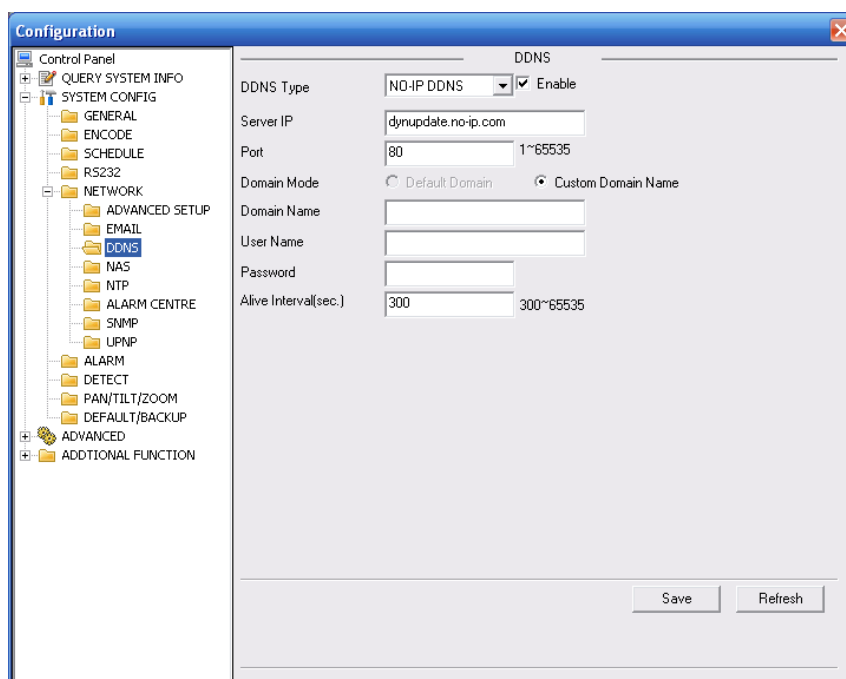 Configuration
Control Panel
QUERY SYSTEM INFO
SYSTEM CONFIG
GENERAL
ENCODE
SCHEDULE
RS232
NETWORK
ADVANCED SETUP
EMAIL
DDNS
NAS
NTP
ALARM CENTRE
SNMP
UPNP
ALARM
DETECT
PAN/TILT/ZOOM
DEFAULT/BACKUP
ADVANCED
ADDTIONAL FUNCTION
DDNS
DDNS Type NO-IP DDNS Enable
Server IP dynupdate.no-ip.com
Port 80 1~65535
Domain Mode Default Domain Custom Domain Name
Domain Name
User Name
Password
Alive Interval(sec.) 300 300~65535
Save Refresh